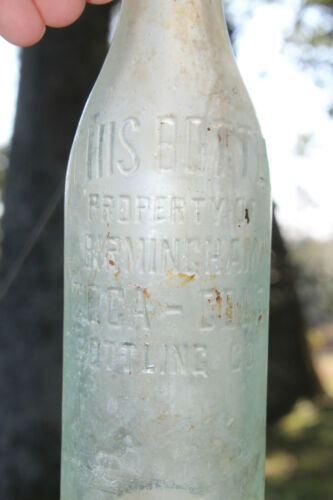 THIS BOTTLE
PROPERTY OF
BIRMINGHAM
COCA-COLA
BOTTLING CO